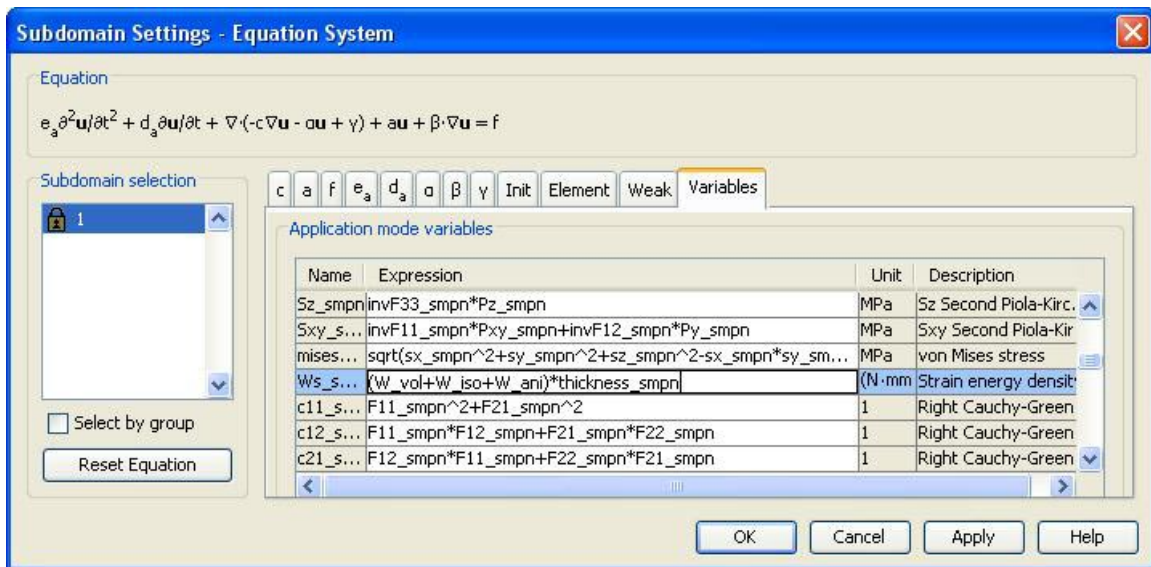 Subdomain Settings - Equation System
Equation
eₐ∂²u/∂t² + dₐ∂u/∂t + ∇·(-c∇u - αu + γ) + au + β·∇u = f
Subdomain selection
1
Select by group
Reset Equation
c a f eₐ dₐ α β γ Init Element Weak Variables
Application mode variables
Name Expression Unit Description
Sz_smpn invF33_smpn*Pz_smpn MPa Sz Second Piola-Kirc.
Sxy_s... invF11_smpn*Pxy_smpn+invF12_smpn*Py_smpn MPa Sxy Second Piola-Kir
mises... sqrt(sx_smpn^2+sy_smpn^2+sz_smpn^2-sx_smpn*sy_sm... MPa von Mises stress
Ws_s... (W_vol+W_iso+W_ani)*thickness_smpn (N·mm Strain energy density
c11_s... F11_smpn^2+F21_smpn^2 1 Right Cauchy-Green
c12_s... F11_smpn*F12_smpn+F21_smpn*F22_smpn 1 Right Cauchy-Green
c21_s... F12_smpn*F11_smpn+F22_smpn*F21_smpn 1 Right Cauchy-Green
OK Cancel Apply Help